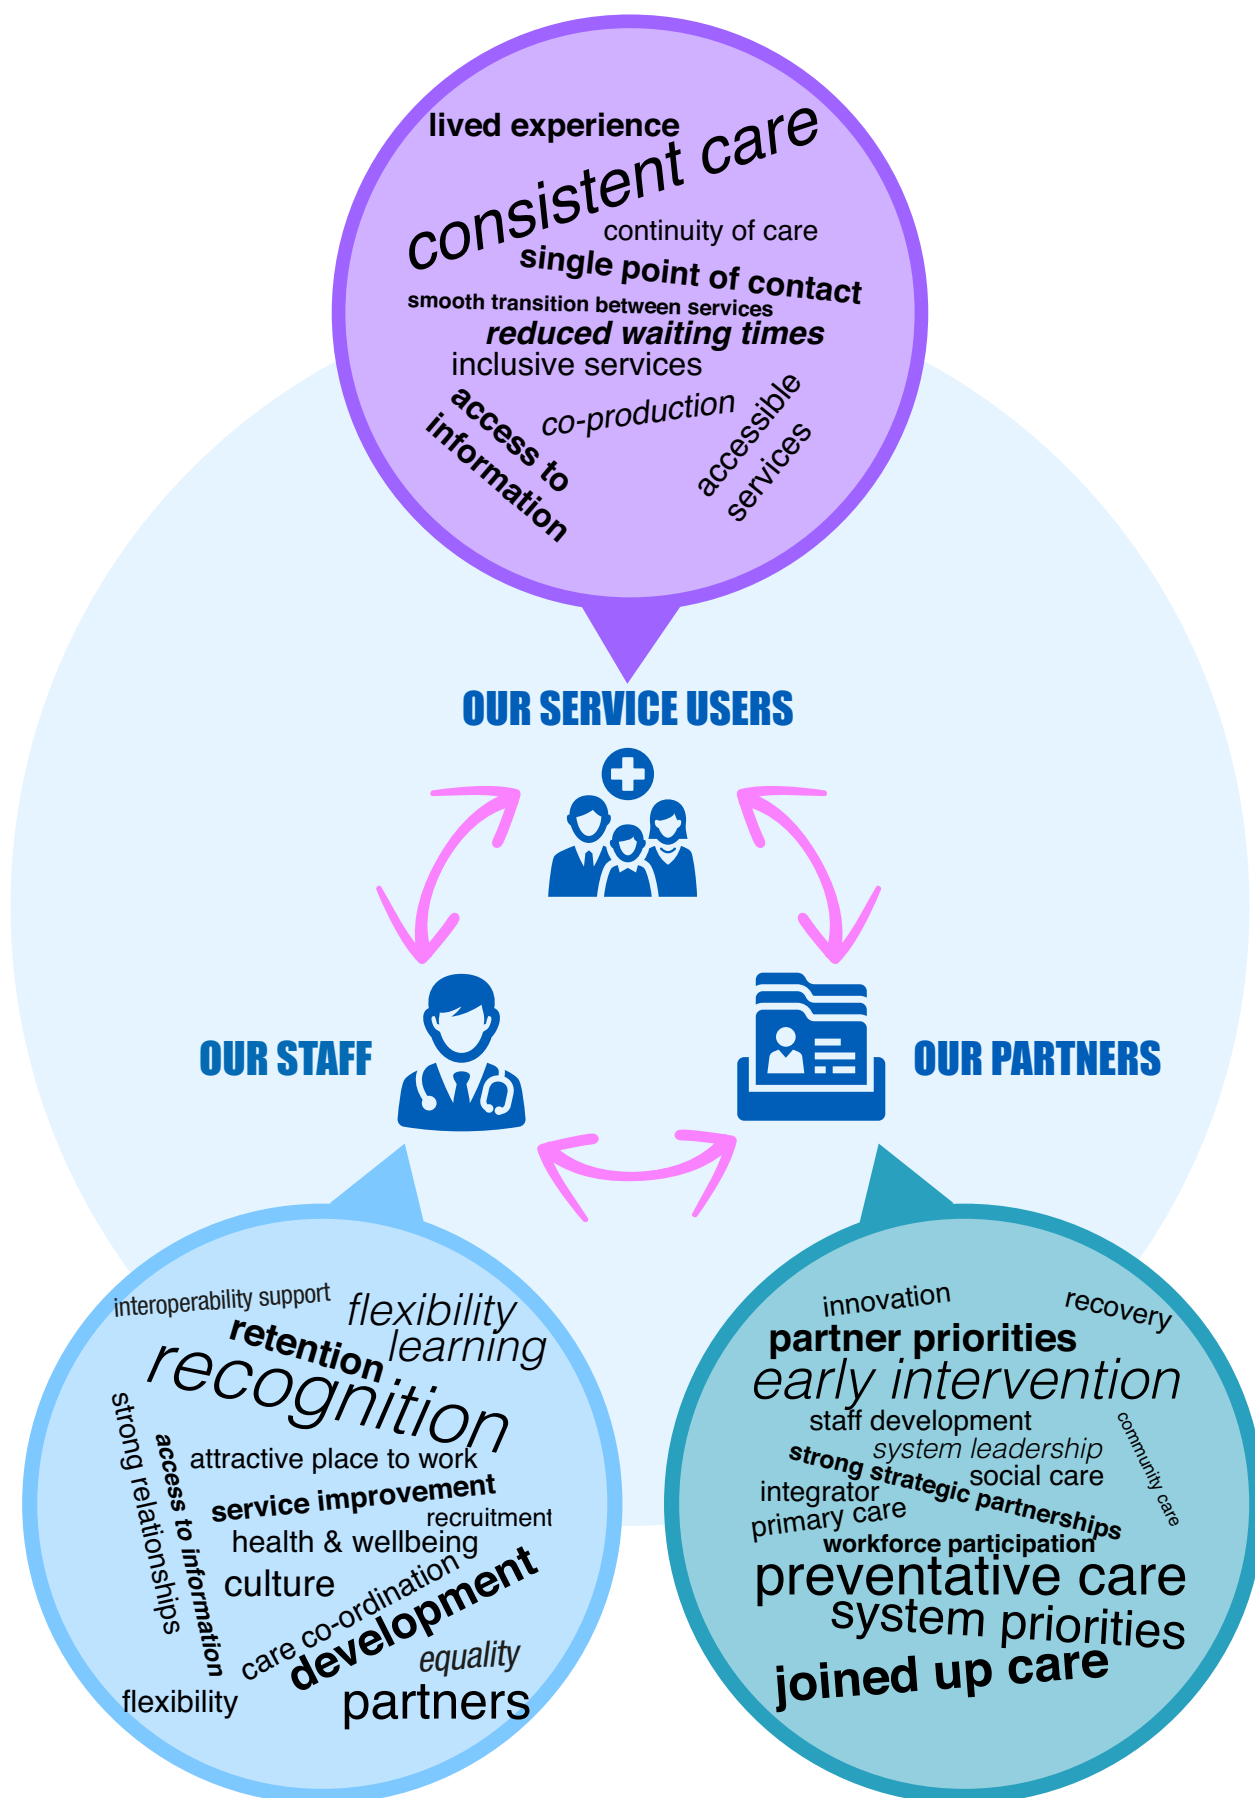 lived experience
consistent care
continuity of care
single point of contact
smooth transition between services
reduced waiting times
inclusive services
access to
information
co-production
accessible
services
OUR SERVICE USERS
OUR STAFF
OUR PARTNERS
interoperability support
flexibility
retention
learning
recognition
strong relationships
access to information
attractive place to work
service improvement
recruitment
health & wellbeing
culture
care co-ordination
development
equality
flexibility
partners
innovation
recovery
partner priorities
early intervention
staff development
community care
system leadership
strong strategic partnerships
social care
integrator
primary care
workforce participation
preventative care
system priorities
joined up care